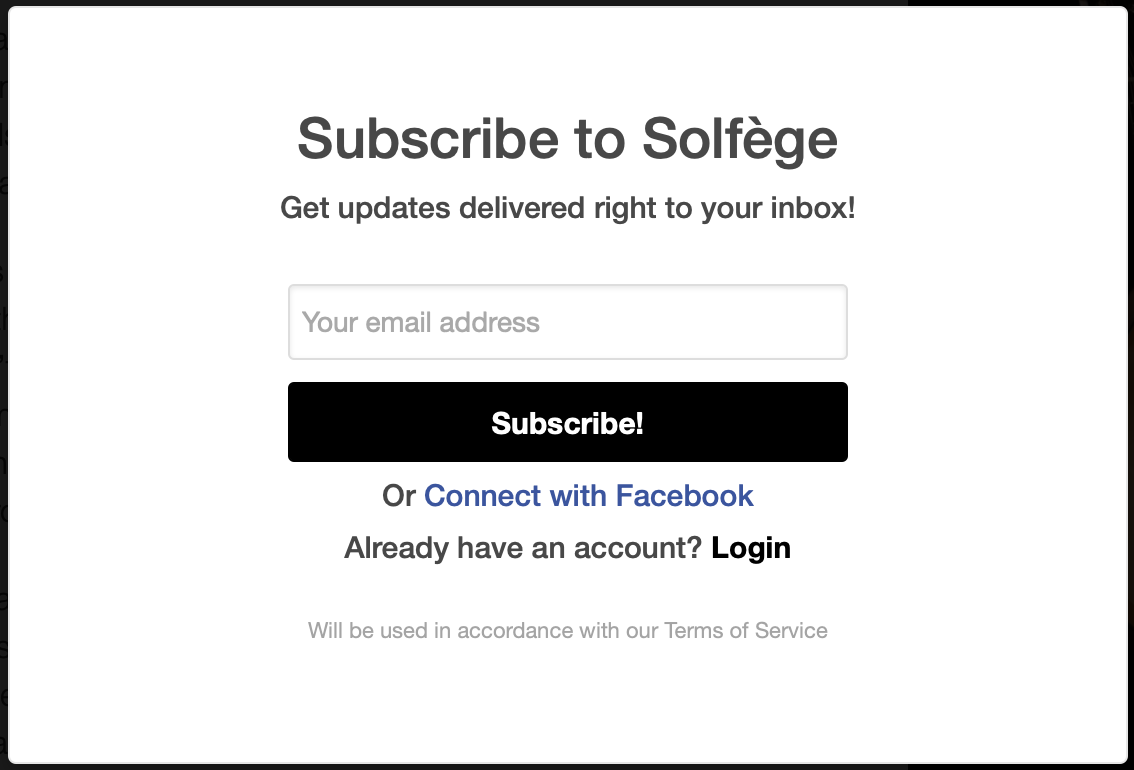 Subscribe to Solfège
Get updates delivered right to your inbox!
Your email address
Subscribe!
Or Connect with Facebook
Already have an account? Login
Will be used in accordance with our Terms of Service